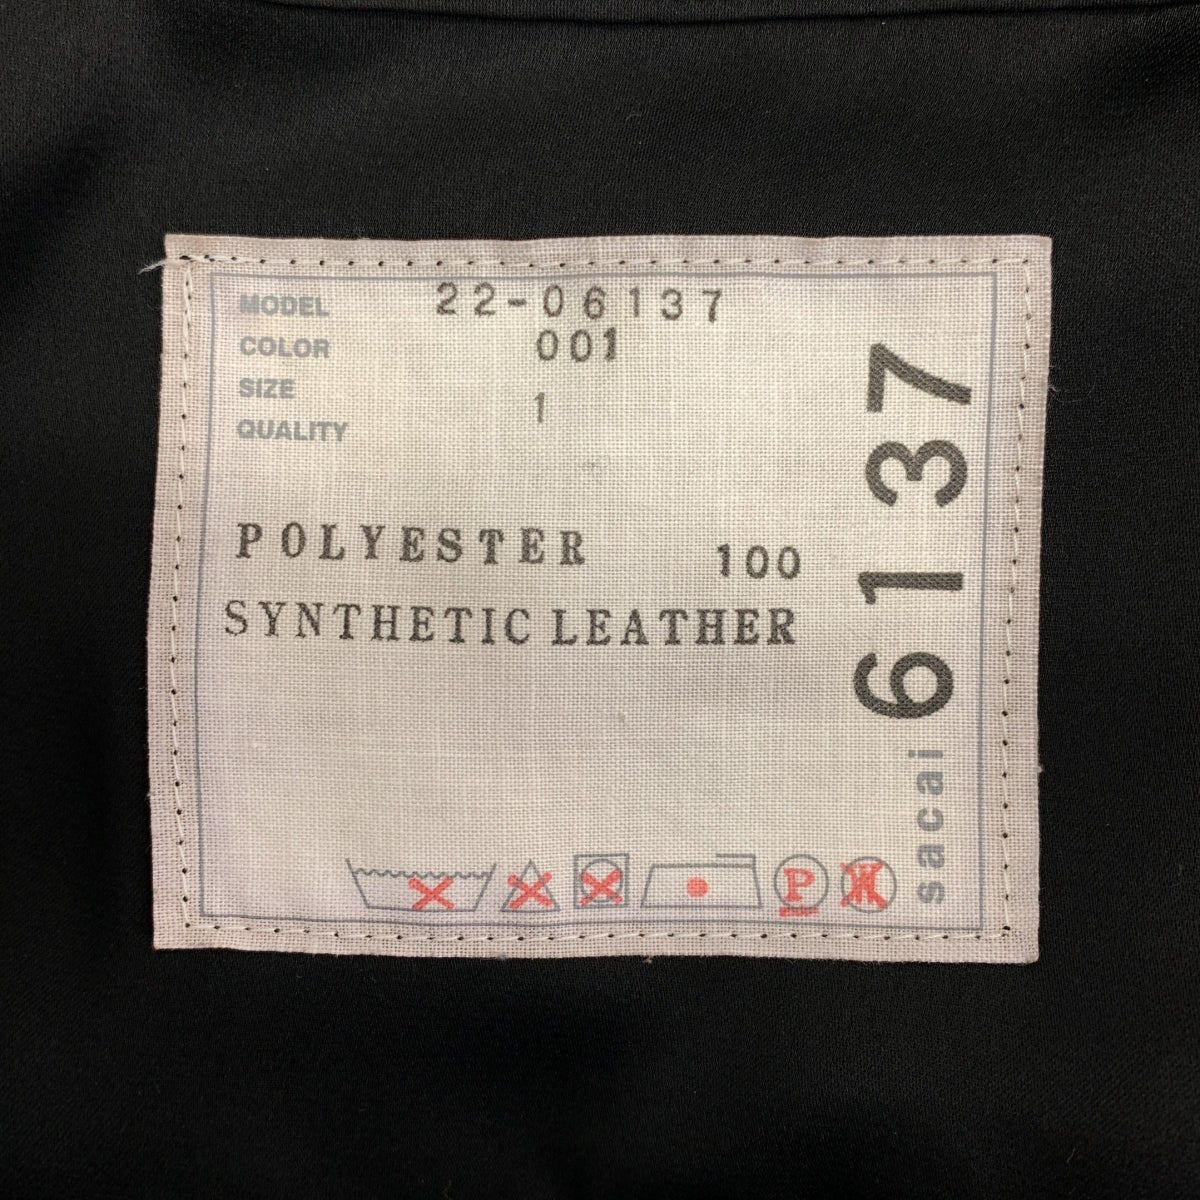 MODEL 22-06137
COLOR 001
SIZE 1
QUALITY
POLYESTER 100
SYNTHETIC LEATHER
P
sacai 6137